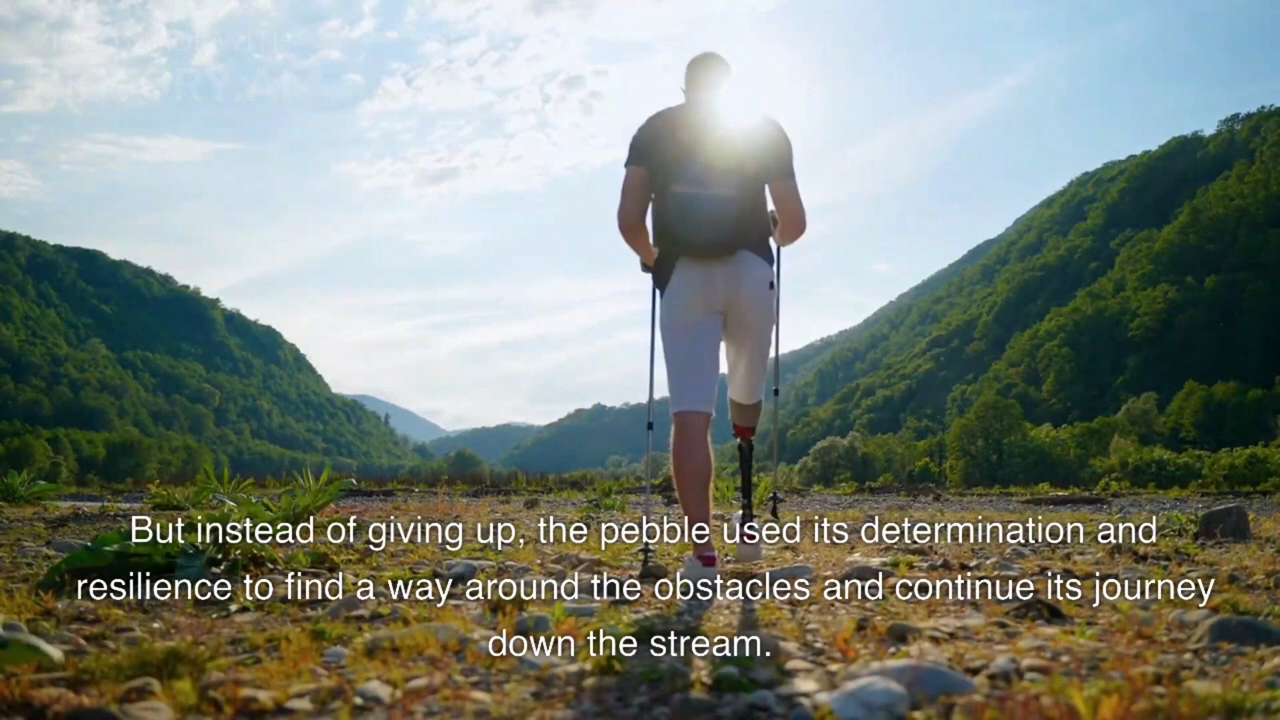 But instead of giving up, the pebble used its determination and
resilience to find a way around the obstacles and continue its journey
down the stream.